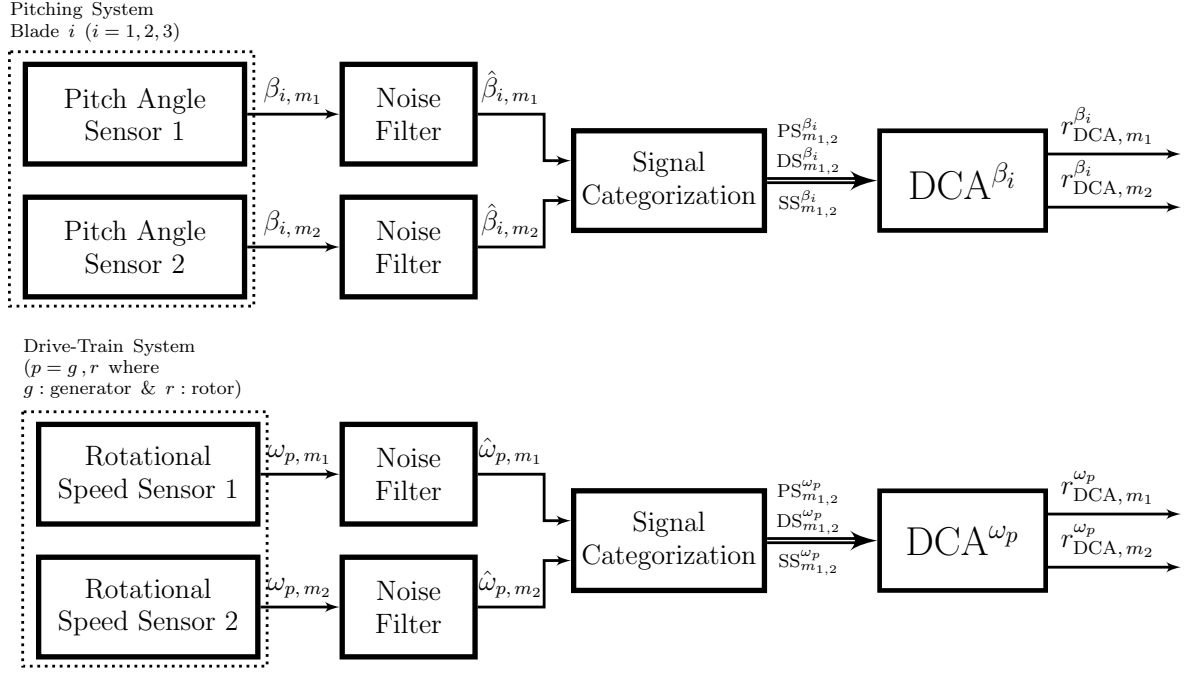 Pitching System
Blade i (i = 1, 2, 3)
Pitch Angle
Sensor 1
β_{i, m_1}
Noise
Filter
\hat{β}_{i, m_1}
Pitch Angle
Sensor 2
β_{i, m_2}
Noise
Filter
\hat{β}_{i, m_2}
Signal
Categorization
PS^{β_i}_{m_{1,2}}
DS^{β_i}_{m_{1,2}}
SS^{β_i}_{m_{1,2}}
DCA^{β_i}
r^{β_i}_{DCA, m_1}
r^{β_i}_{DCA, m_2}
Drive-Train System
(p = g , r where
g : generator & r : rotor)
Rotational
Speed Sensor 1
ω_{p, m_1}
Noise
Filter
\hat{ω}_{p, m_1}
Rotational
Speed Sensor 2
ω_{p, m_2}
Noise
Filter
\hat{ω}_{p, m_2}
Signal
Categorization
PS^{ω_p}_{m_{1,2}}
DS^{ω_p}_{m_{1,2}}
SS^{ω_p}_{m_{1,2}}
DCA^{ω_p}
r^{ω_p}_{DCA, m_1}
r^{ω_p}_{DCA, m_2}